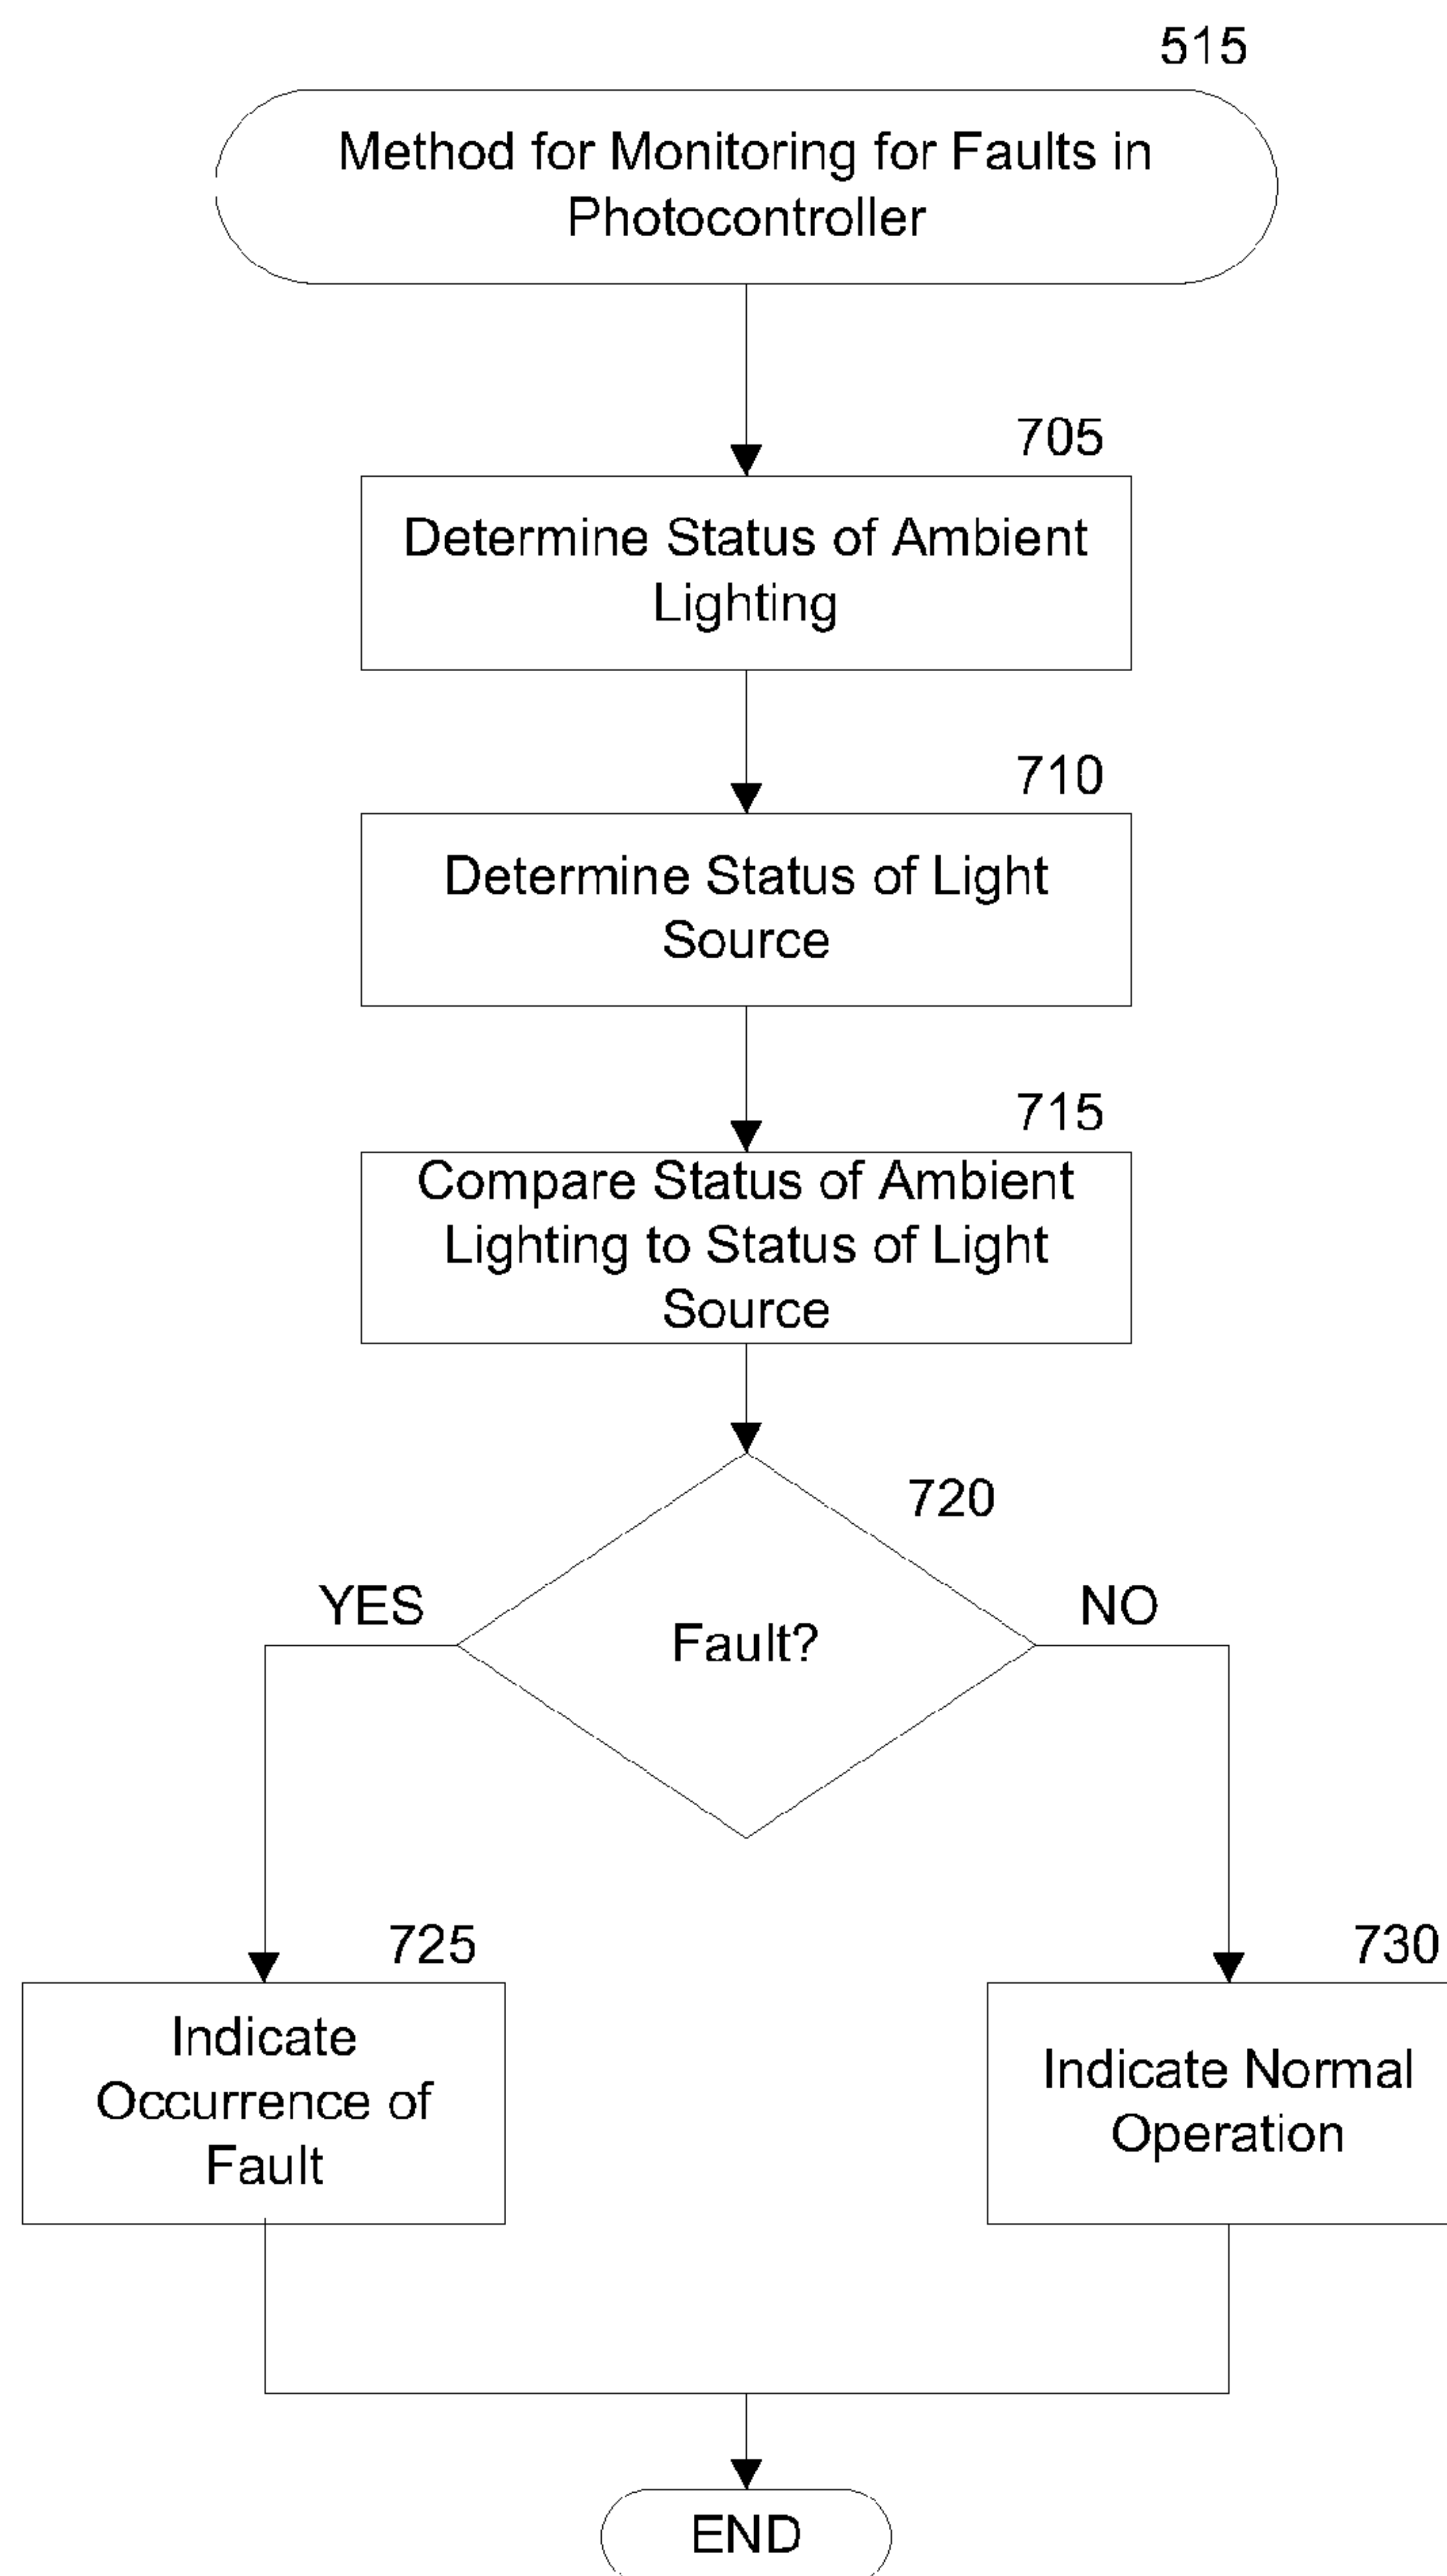 515
Method for Monitoring for Faults in
Photocontroller
705
Determine Status of Ambient
Lighting
710
Determine Status of Light
Source
715
Compare Status of Ambient
Lighting to Status of Light
Source
720
YES
Fault?
NO
725
Indicate
Occurrence of
Fault
730
Indicate Normal
Operation
END